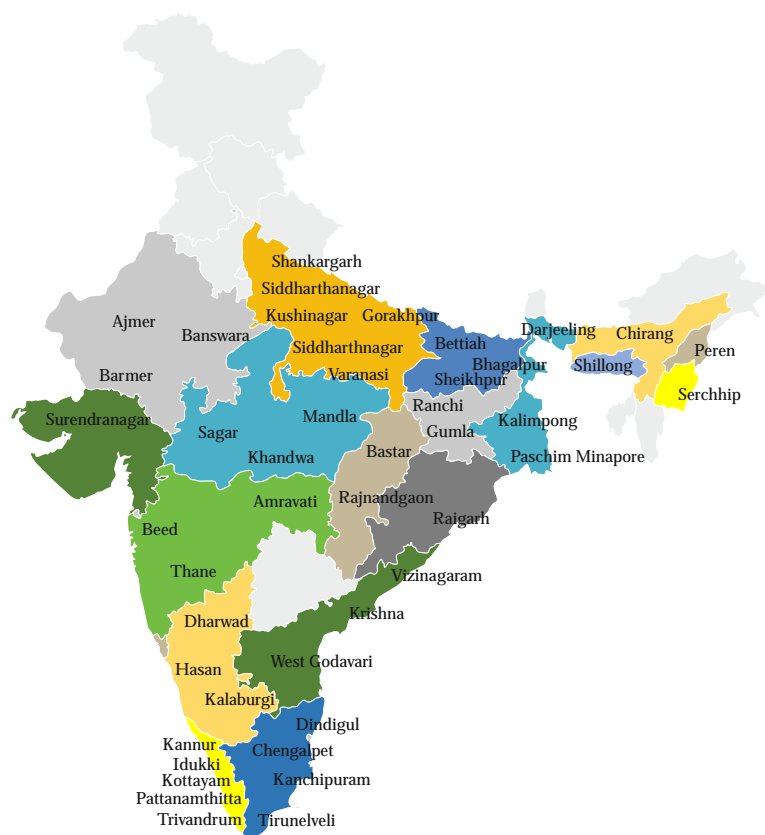 Shankargarh
Siddharthanagar
Kushinagar
Gorakhpur
Ajmer
Banswara
Siddharthnagar
Bettiah
Darjeeling
Chirang
Peren
Barmer
Varanasi
Sheikhpur
Bhagalpur
Shillong
Serchhip
Surendranagar
Sagar
Mandla
Ranchi
Gumla
Kalimpong
Khandwa
Bastar
Paschim Minapore
Beed
Amravati
Rajnandgaon
Raigarh
Thane
Vizinagaram
Dharwad
Krishna
Hasan
West Godavari
Kalaburgi
Dindigul
Kannur
Chengalpet
Idukki
Kottayam
Kanchipuram
Pattanamthitta
Trivandrum
Tirunelveli